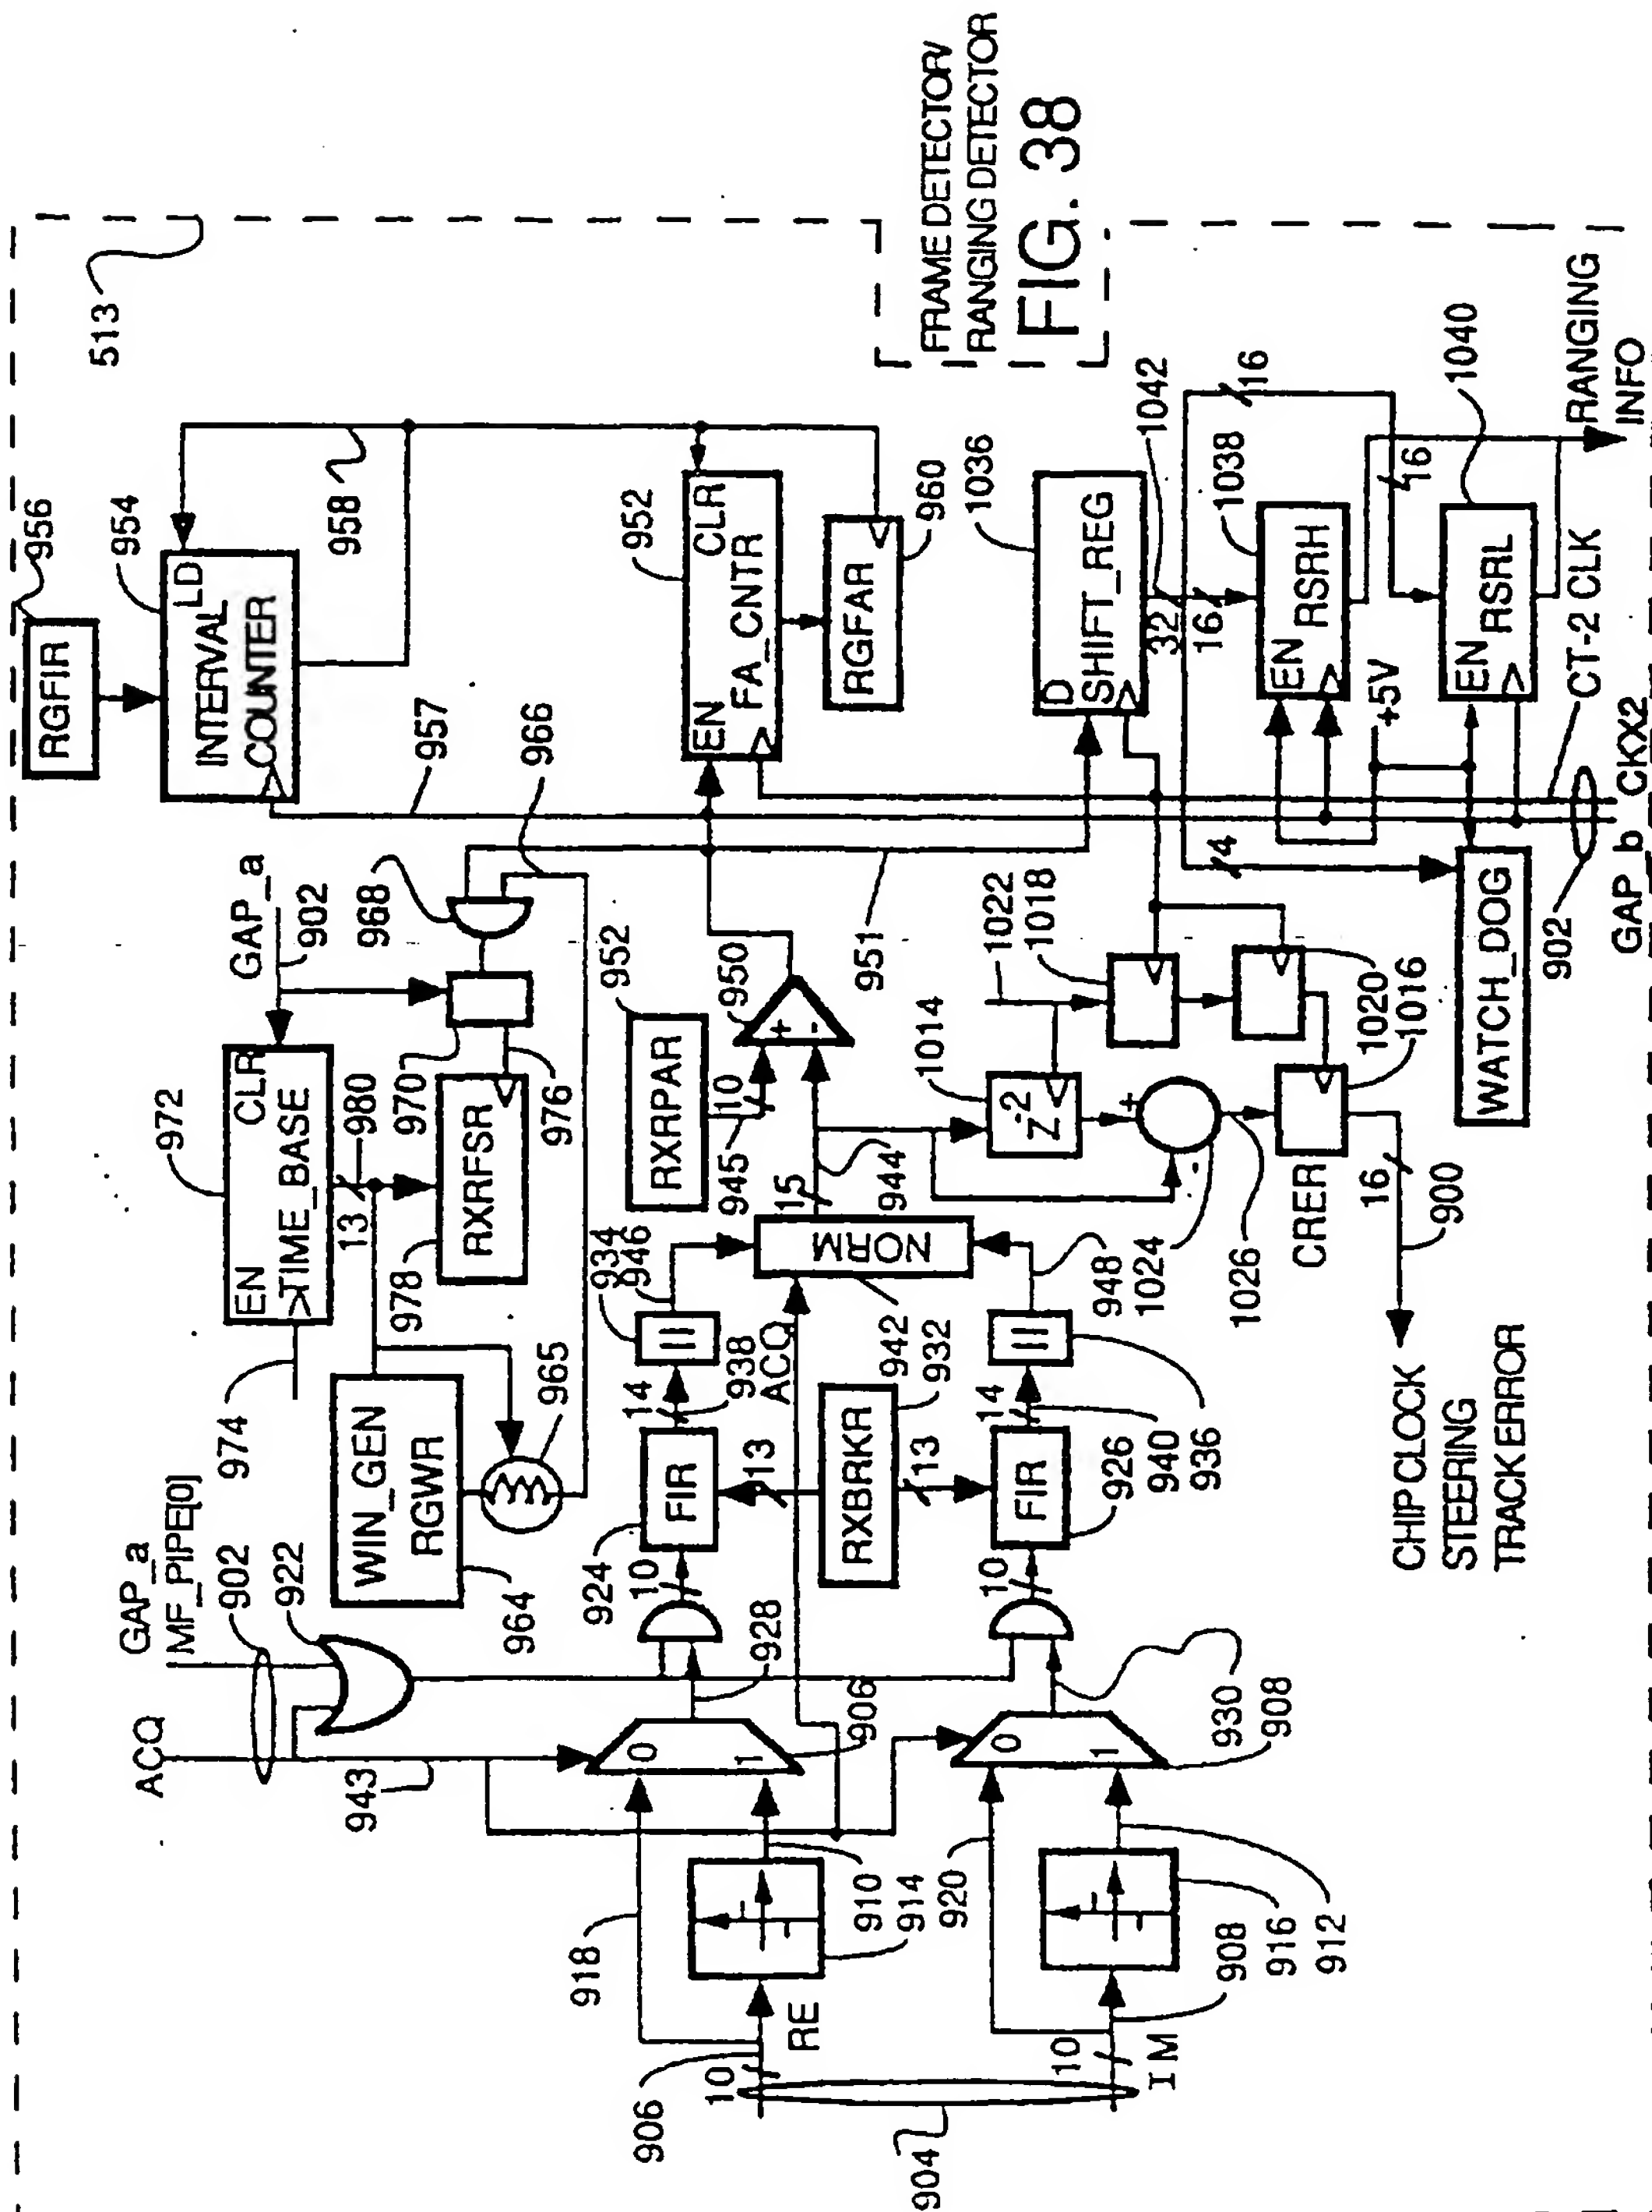 FRAME DETECTOR/
RANGING DETECTOR
FIG. 38
513
956
RGFIR
954
LD
INTERVAL
COUNTER
958
957
952
EN
CLR
FA_CNTR
RGFAR
960
966
GAP_a
902
968
972
EN
CLR
TIME_BASE
974
13
980
970
976
978
RXRFSR
WIN_GEN
RGWR
964
965
GAP_a
MF_PIPE[0]
902
922
ACQ
943
952
RXRPAR
945
10
950
951
15
944
NORM
942
934
946
948
ACQ
924
FIR
14
938
10
928
13
RXBRKR
932
13
926
FIR
14
940
936
10
930
908
0
1
906
0
1
918
910
914
920
908
916
912
906
10
RE
10
IM
904
1036
D
SHIFT_REG
1042
32
16
16
1038
EN
RSRH
16
1040
EN
RSRL
+5V
4
RANGING
INFO
CT-2 CLK
GAP_b CKX2
902
WATCH_DOG
1022
1018
1014
Z-2
+
-
1020
1016
1024
1026
CRER
16
900
CHIP CLOCK
STEERING
TRACK ERROR